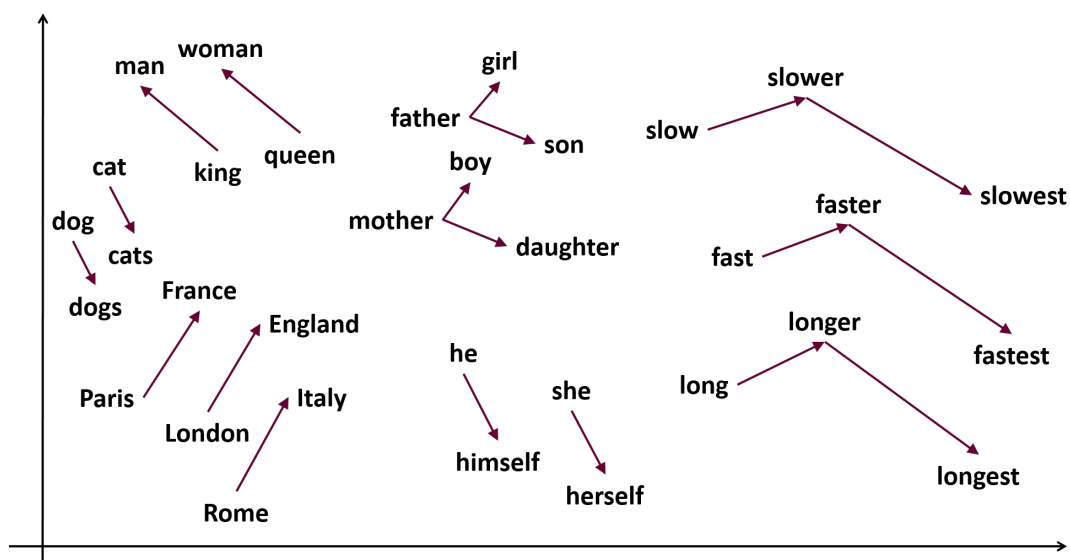 woman
man
king
queen
cat
dog
cats
dogs
France
England
Paris
London
Italy
Rome
girl
father
son
boy
mother
daughter
he
she
himself
herself
slower
slow
slowest
faster
fast
fastest
longer
long
longest